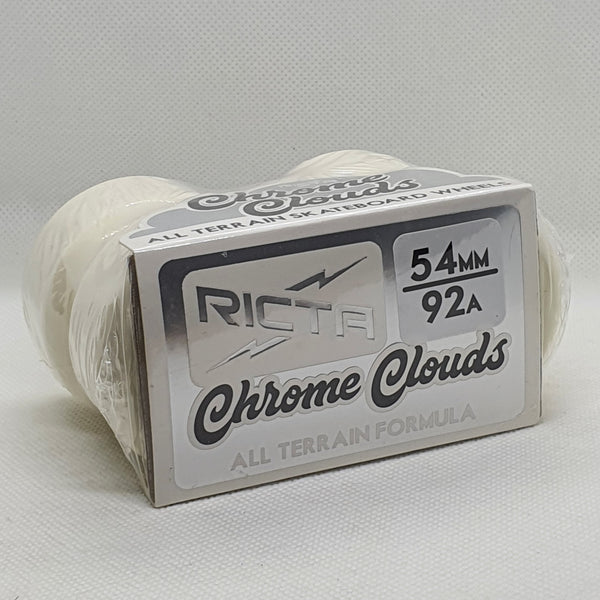 Chrome
Clouds
ALL TERRAIN SKATEBOARD WHEELS
RICTA
54MM
92A
Chrome Clouds
ALL TERRAIN FORMULA